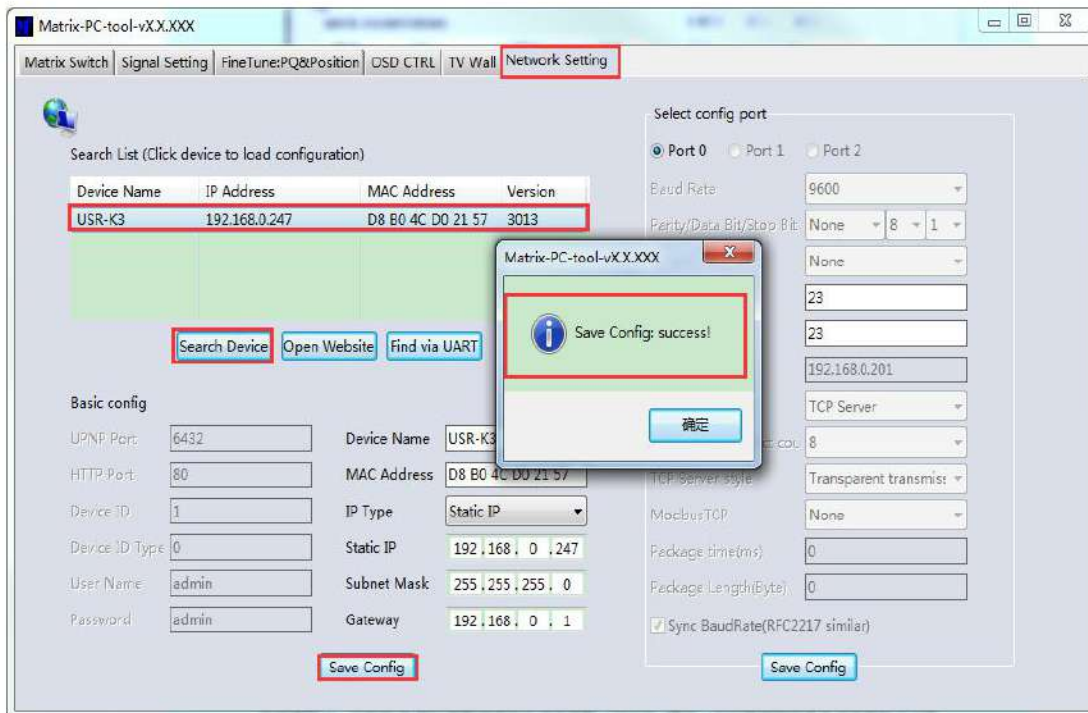 Matrix-PC-tool-vX.X.XXX
Matrix Switch Signal Setting FineTune:PQ&Position OSD CTRL TV Wall Network Setting
Search List (Click device to load configuration)
Device Name IP Address MAC Address Version
USR-K3 192.168.0.247 D8 B0 4C D0 21 57 3013
Search Device Open Website Find via UART
Basic config
UPNP Port 6432
HTTP Port 80
Device ID 1
Device ID Type 0
User Name admin
Password admin
Device Name USR-K3
MAC Address D8 B0 4C D0 21 57
IP Type Static IP
Static IP 192 . 168 . 0 . 247
Subnet Mask 255 . 255 . 255 . 0
Gateway 192 . 168 . 0 . 1
Save Config
Matrix-PC-tool-vX.X.XXX
Save Config: success!
确定
Select config port
Port 0 Port 1 Port 2
Baud Rate 9600
Parity/Data Bit/Stop Bit None 8 1
None
23
23
192.168.0.201
TCP Server
8
TCP Server style Transparent transmiss
ModbusTCP None
Package time(ms) 0
Package Length(Byte) 0
Sync BaudRate(RFC2217 similar)
Save Config